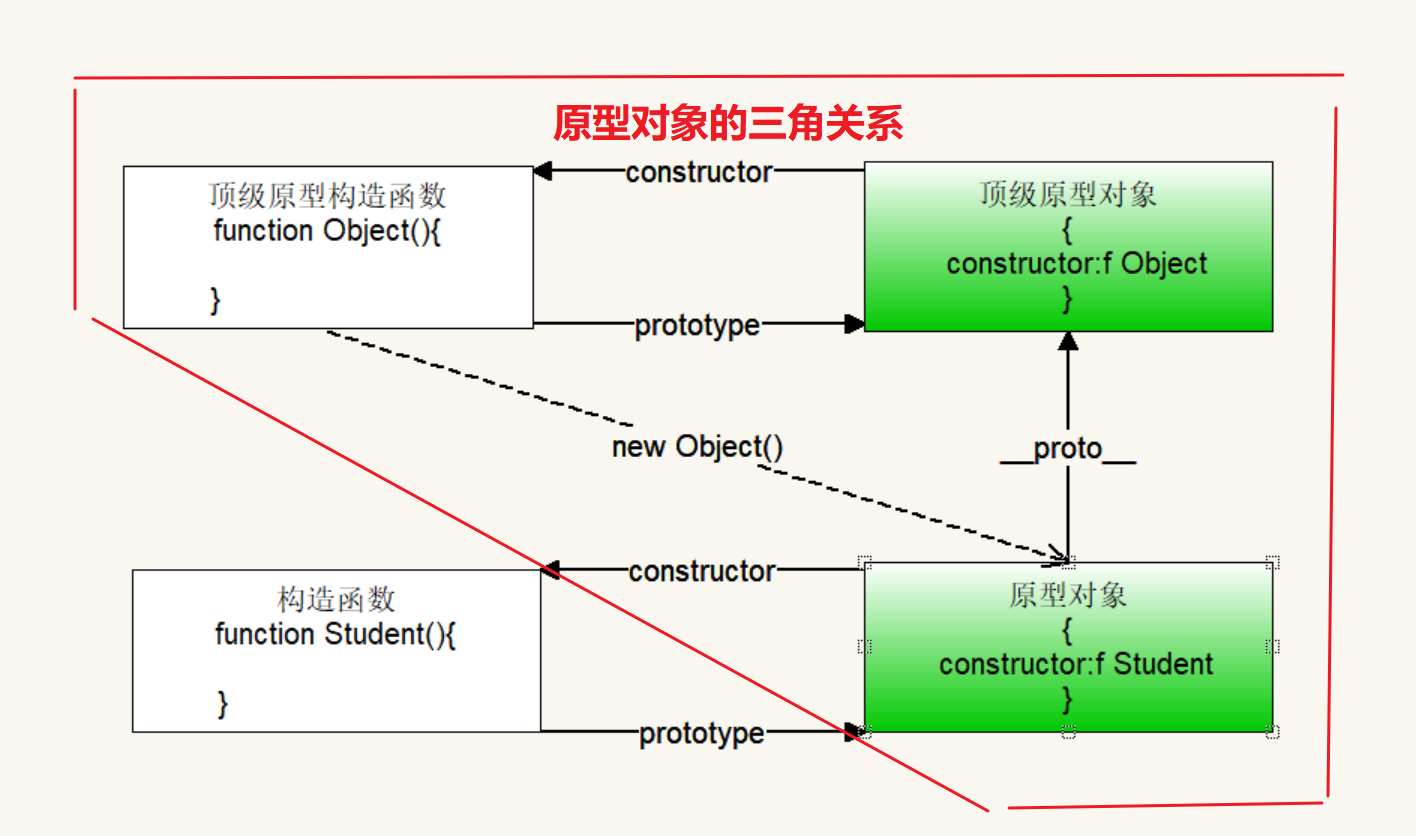 原型对象的三角关系
顶级原型构造函数
function Object(){
}
constructor
prototype
顶级原型对象
{
constructor:f Object
}
new Object()
__proto__
构造函数
function Student(){
}
constructor
prototype
原型对象
{
constructor:f Student
}